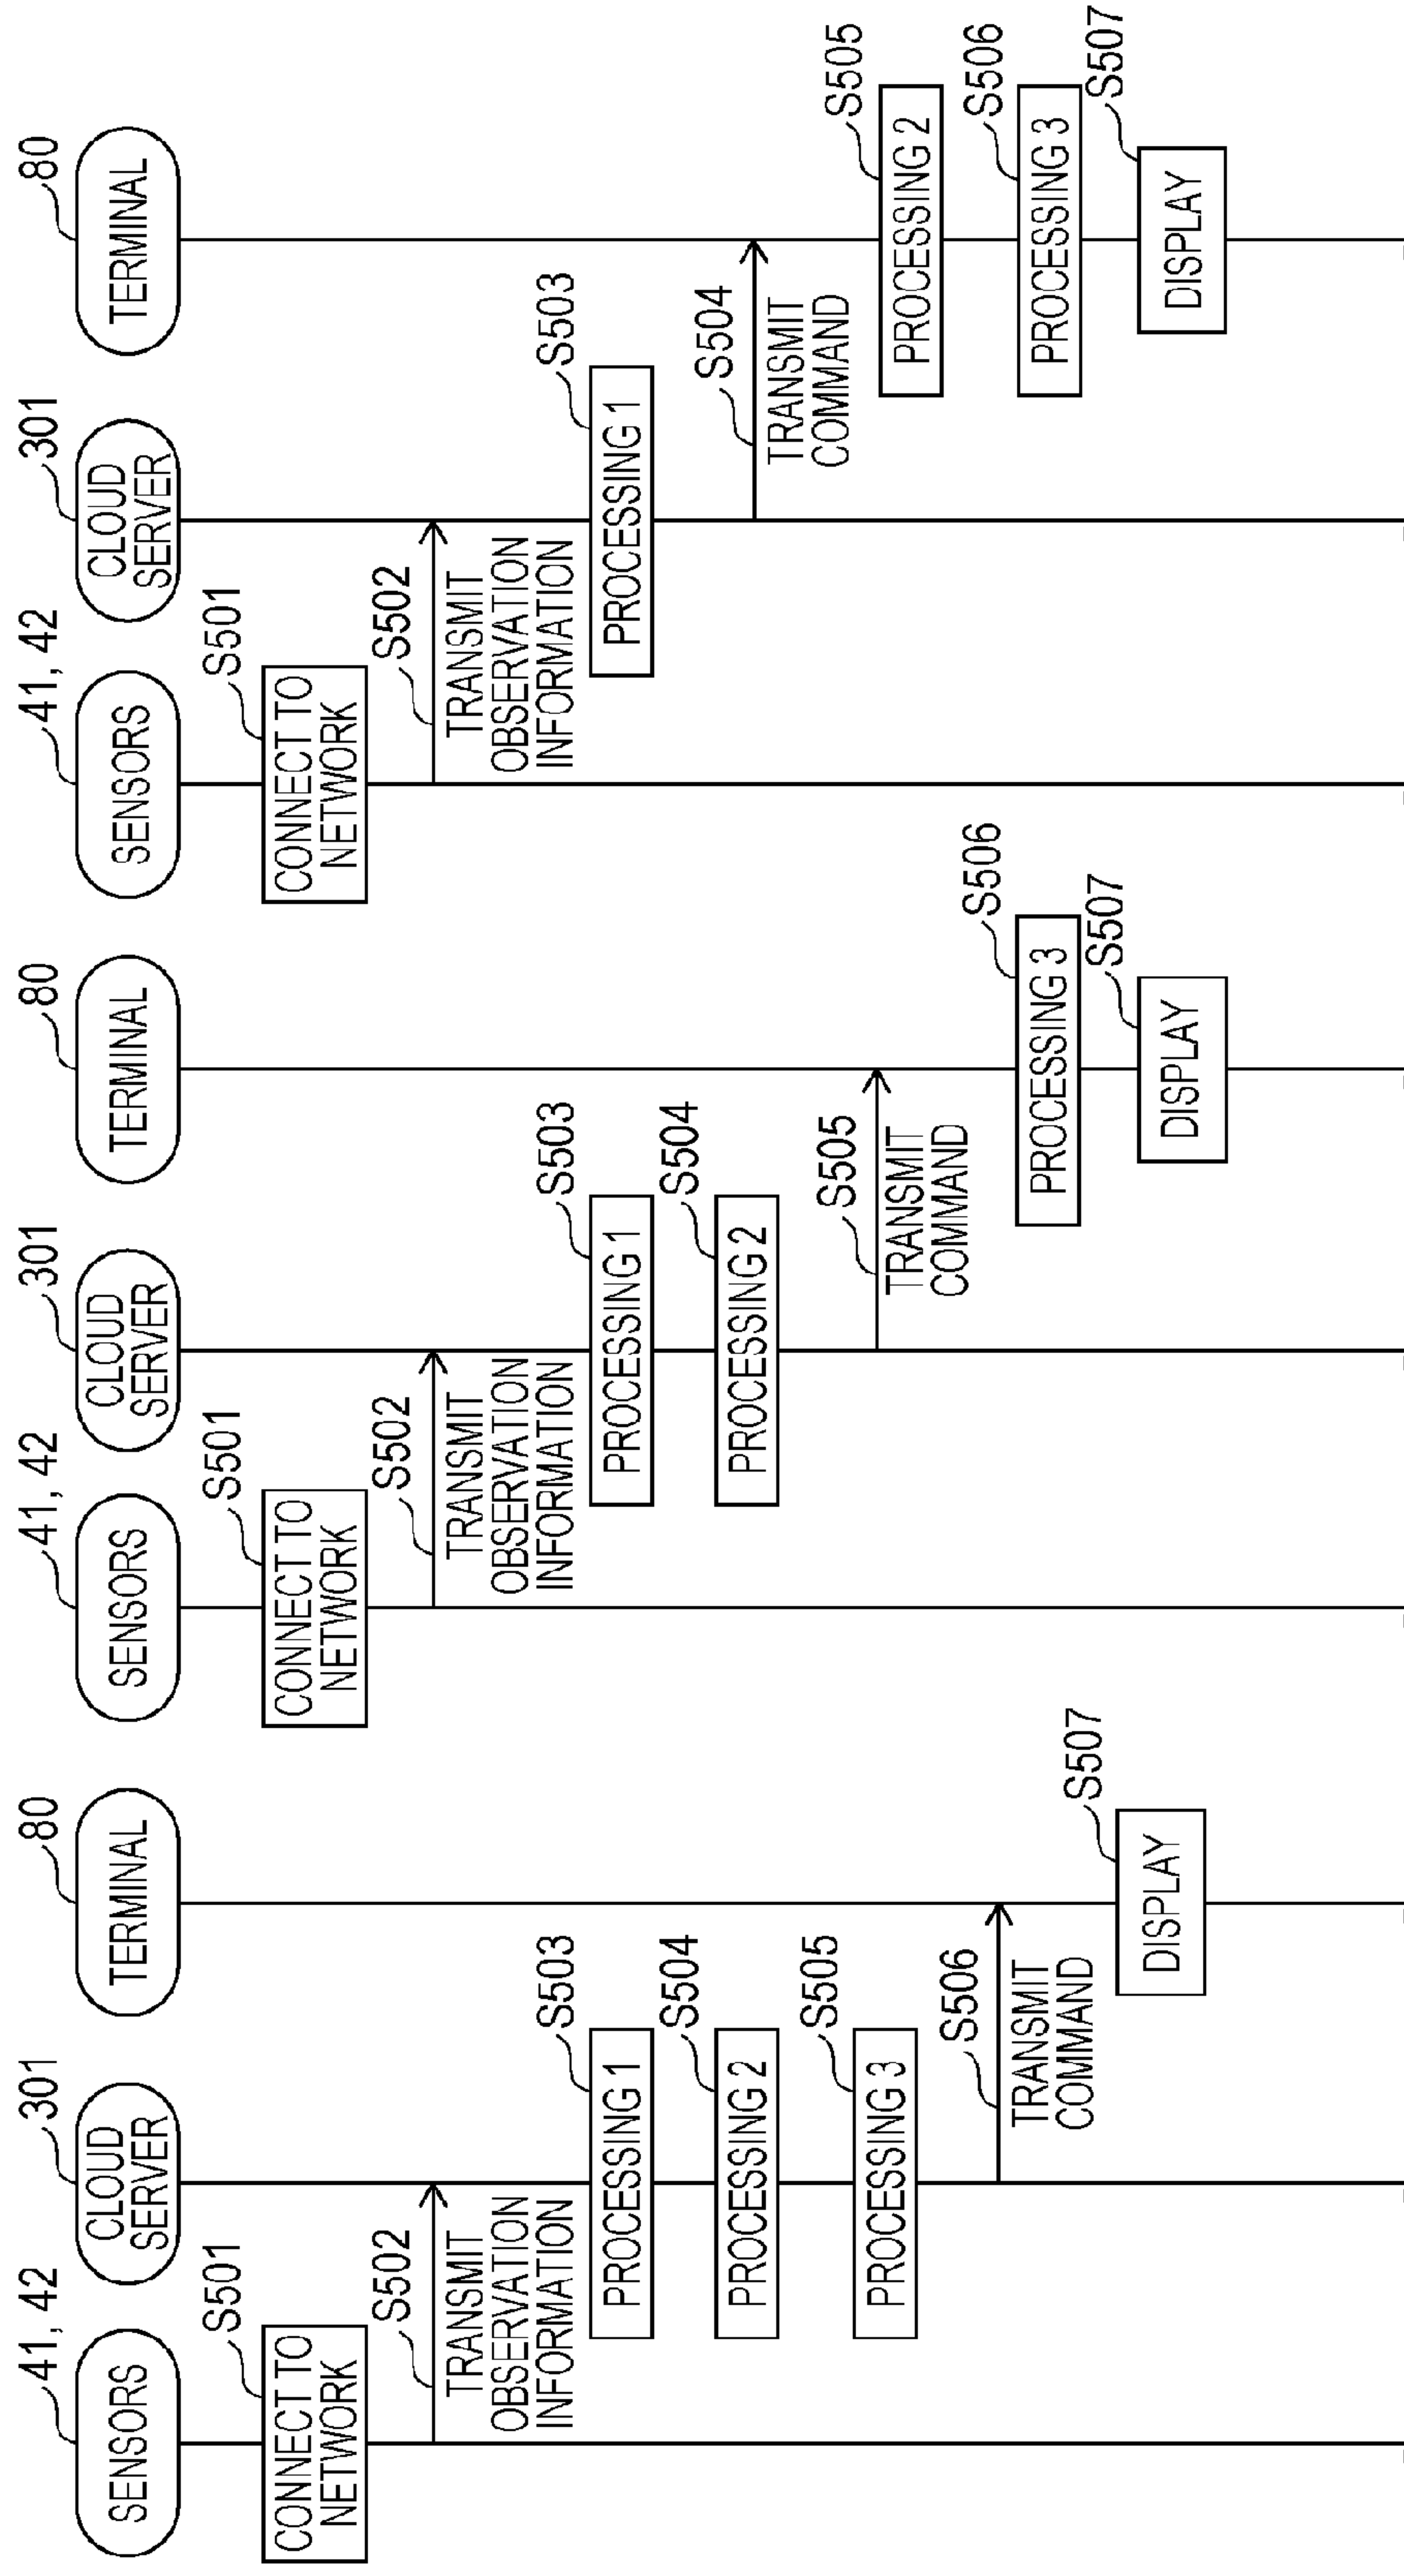 41, 42
SENSORS
301
CLOUD
SERVER
80
TERMINAL
S501
CONNECT TO
NETWORK
S502
TRANSMIT
OBSERVATION
INFORMATION
S503
PROCESSING 1
S504
PROCESSING 2
S505
PROCESSING 3
S506
TRANSMIT
COMMAND
S507
DISPLAY
41, 42
SENSORS
301
CLOUD
SERVER
80
TERMINAL
S501
CONNECT TO
NETWORK
S502
TRANSMIT
OBSERVATION
INFORMATION
S503
PROCESSING 1
S504
PROCESSING 2
S505
TRANSMIT
COMMAND
S506
PROCESSING 3
S507
DISPLAY
41, 42
SENSORS
301
CLOUD
SERVER
80
TERMINAL
S501
CONNECT TO
NETWORK
S502
TRANSMIT
OBSERVATION
INFORMATION
S503
PROCESSING 1
S504
TRANSMIT
COMMAND
S505
PROCESSING 2
S506
PROCESSING 3
S507
DISPLAY